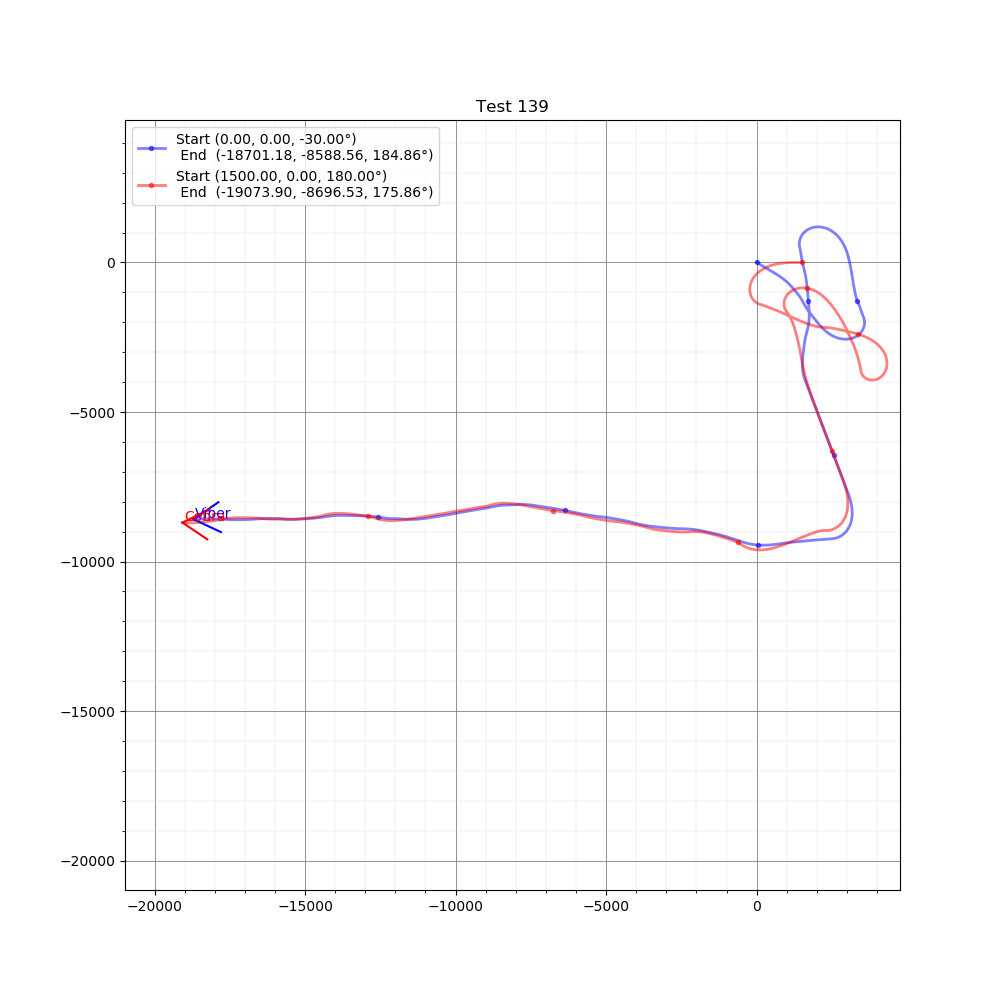 Test 139
Start (0.00, 0.00, -30.00°)
End (-18701.18, -8588.56, 184.86°)
Start (1500.00, 0.00, 180.00°)
End (-19073.90, -8696.53, 175.86°)
0
−5000
−10000
−15000
−20000
Viper
−20000
−15000
−10000
−5000
0